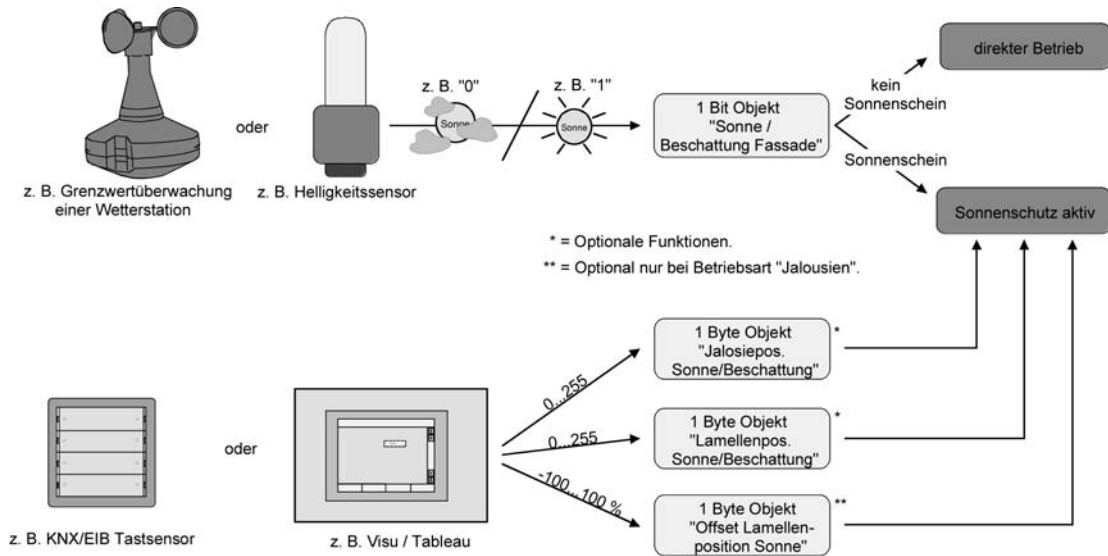 direkter Betrieb
z. B. "0"
z. B. "1"
kein
Sonnenschein
Sonne
Sonne
1 Bit Objekt
"Sonne /
Beschattung Fassade"
oder
Sonnenschein
z. B. Grenzwertüberwachung
einer Wetterstation
z. B. Helligkeitssensor
Sonnenschutz aktiv
* = Optionale Funktionen.
** = Optional nur bei Betriebsart "Jalousien".
1 Byte Objekt
"Jalosiepos.
Sonne/Beschattung"
*
0...255
1 Byte Objekt
"Lamellenpos.
Sonne/Beschattung"
*
0...255
oder
-100...100 %
1 Byte Objekt
"Offset Lamellen-
position Sonne"
**
z. B. KNX/EIB Tastsensor
z. B. Visu / Tableau